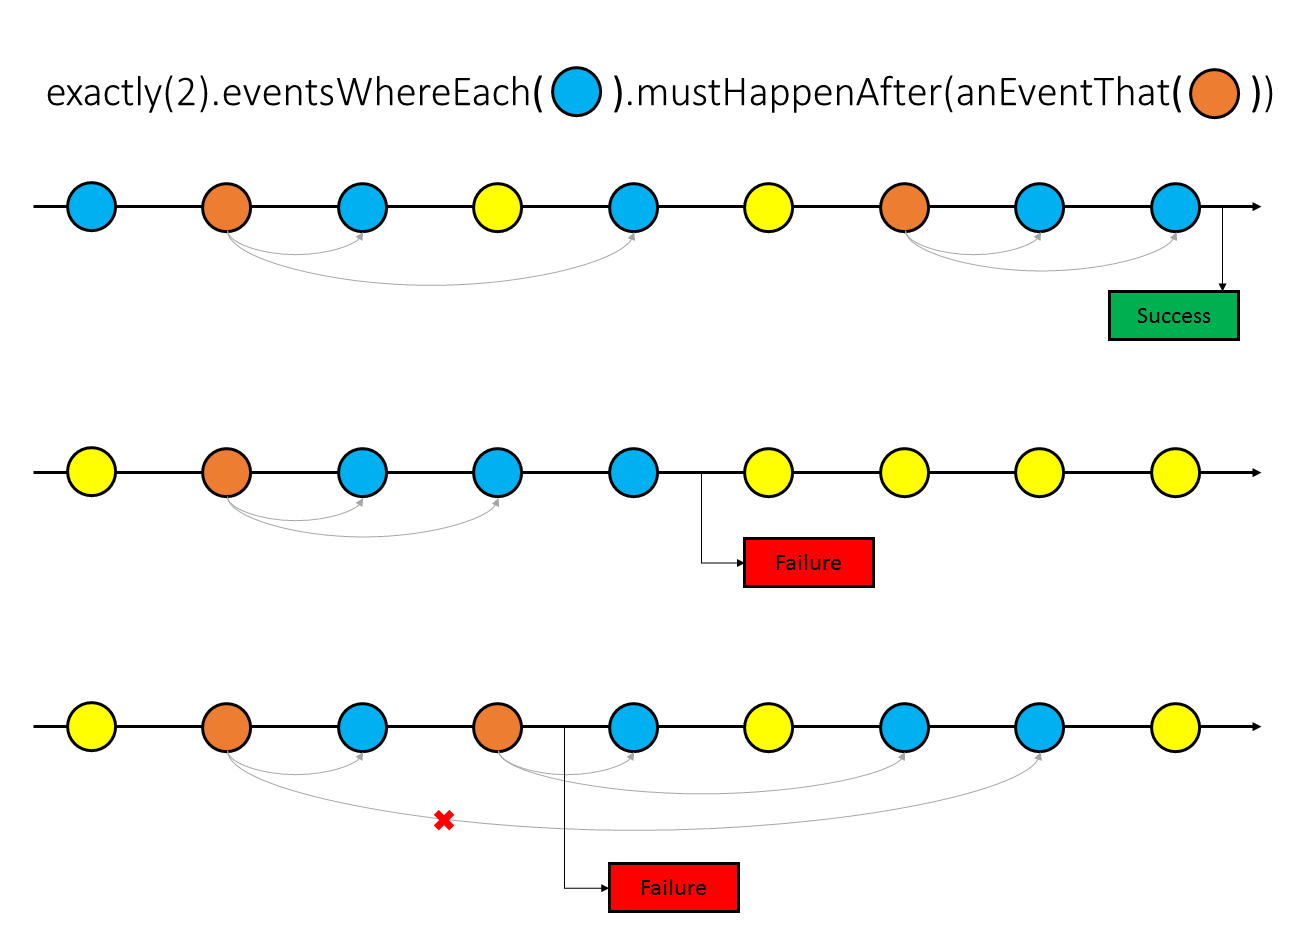 exactly(2).eventsWhereEach( ).mustHappenAfter(anEventThat( ))
Success
Failure
Failure